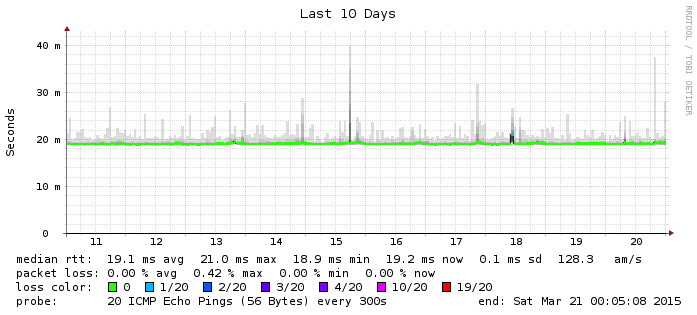 Last 10 Days
RRDTOOL / TOBI OETIKER
Seconds
40 m
30 m
20 m
10 m
0
11 12 13 14 15 16 17 18 19 20
median rtt: 19.1 ms avg 21.0 ms max 18.9 ms min 19.2 ms now 0.1 ms sd 128.3 am/s
packet loss: 0.00 % avg 0.42 % max 0.00 % min 0.00 % now
loss color: 0 1/20 2/20 3/20 4/20 10/20 19/20
probe: 20 ICMP Echo Pings (56 Bytes) every 300s end: Sat Mar 21 00:05:08 2015